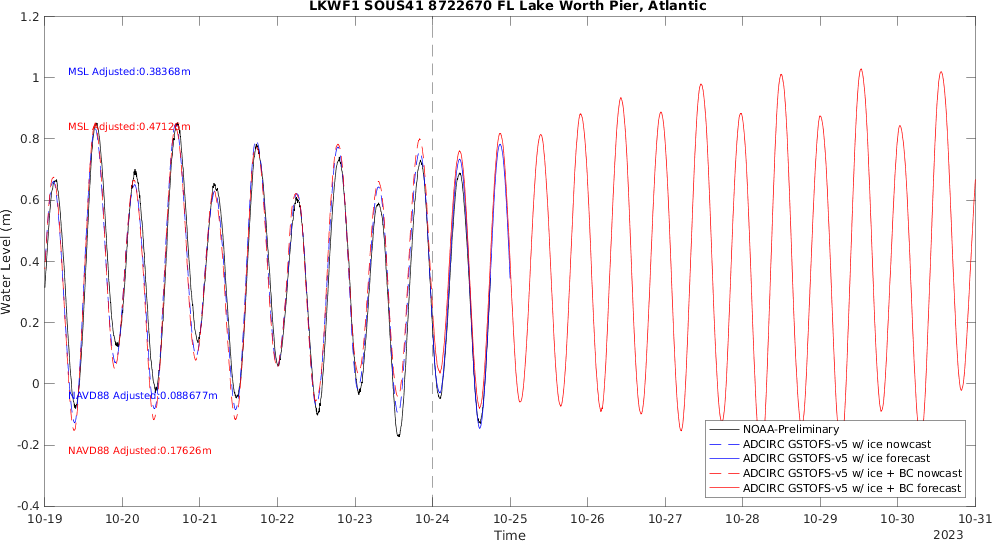 LKWF1 SOUS41 8722670 FL Lake Worth Pier, Atlantic
Water Level (m)
1.2
1
0.8
0.6
0.4
0.2
0
-0.2
-0.4
MSL Adjusted:0.38368m
MSL Adjusted:
NAVD88 Adjusted:0.088677m
NAVD88 Adjusted:0.17626m
NOAA-Preliminary
ADCIRC GSTOFS-v5 w/ ice nowcast
ADCIRC GSTOFS-v5 w/ ice forecast
ADCIRC GSTOFS-v5 w/ ice + BC nowcast
ADCIRC GSTOFS-v5 w/ ice + BC forecast
10-19 10-20 10-21 10-22 10-23 10-24 10-25 10-26 10-27 10-28 10-29 10-30 10-31
Time
2023